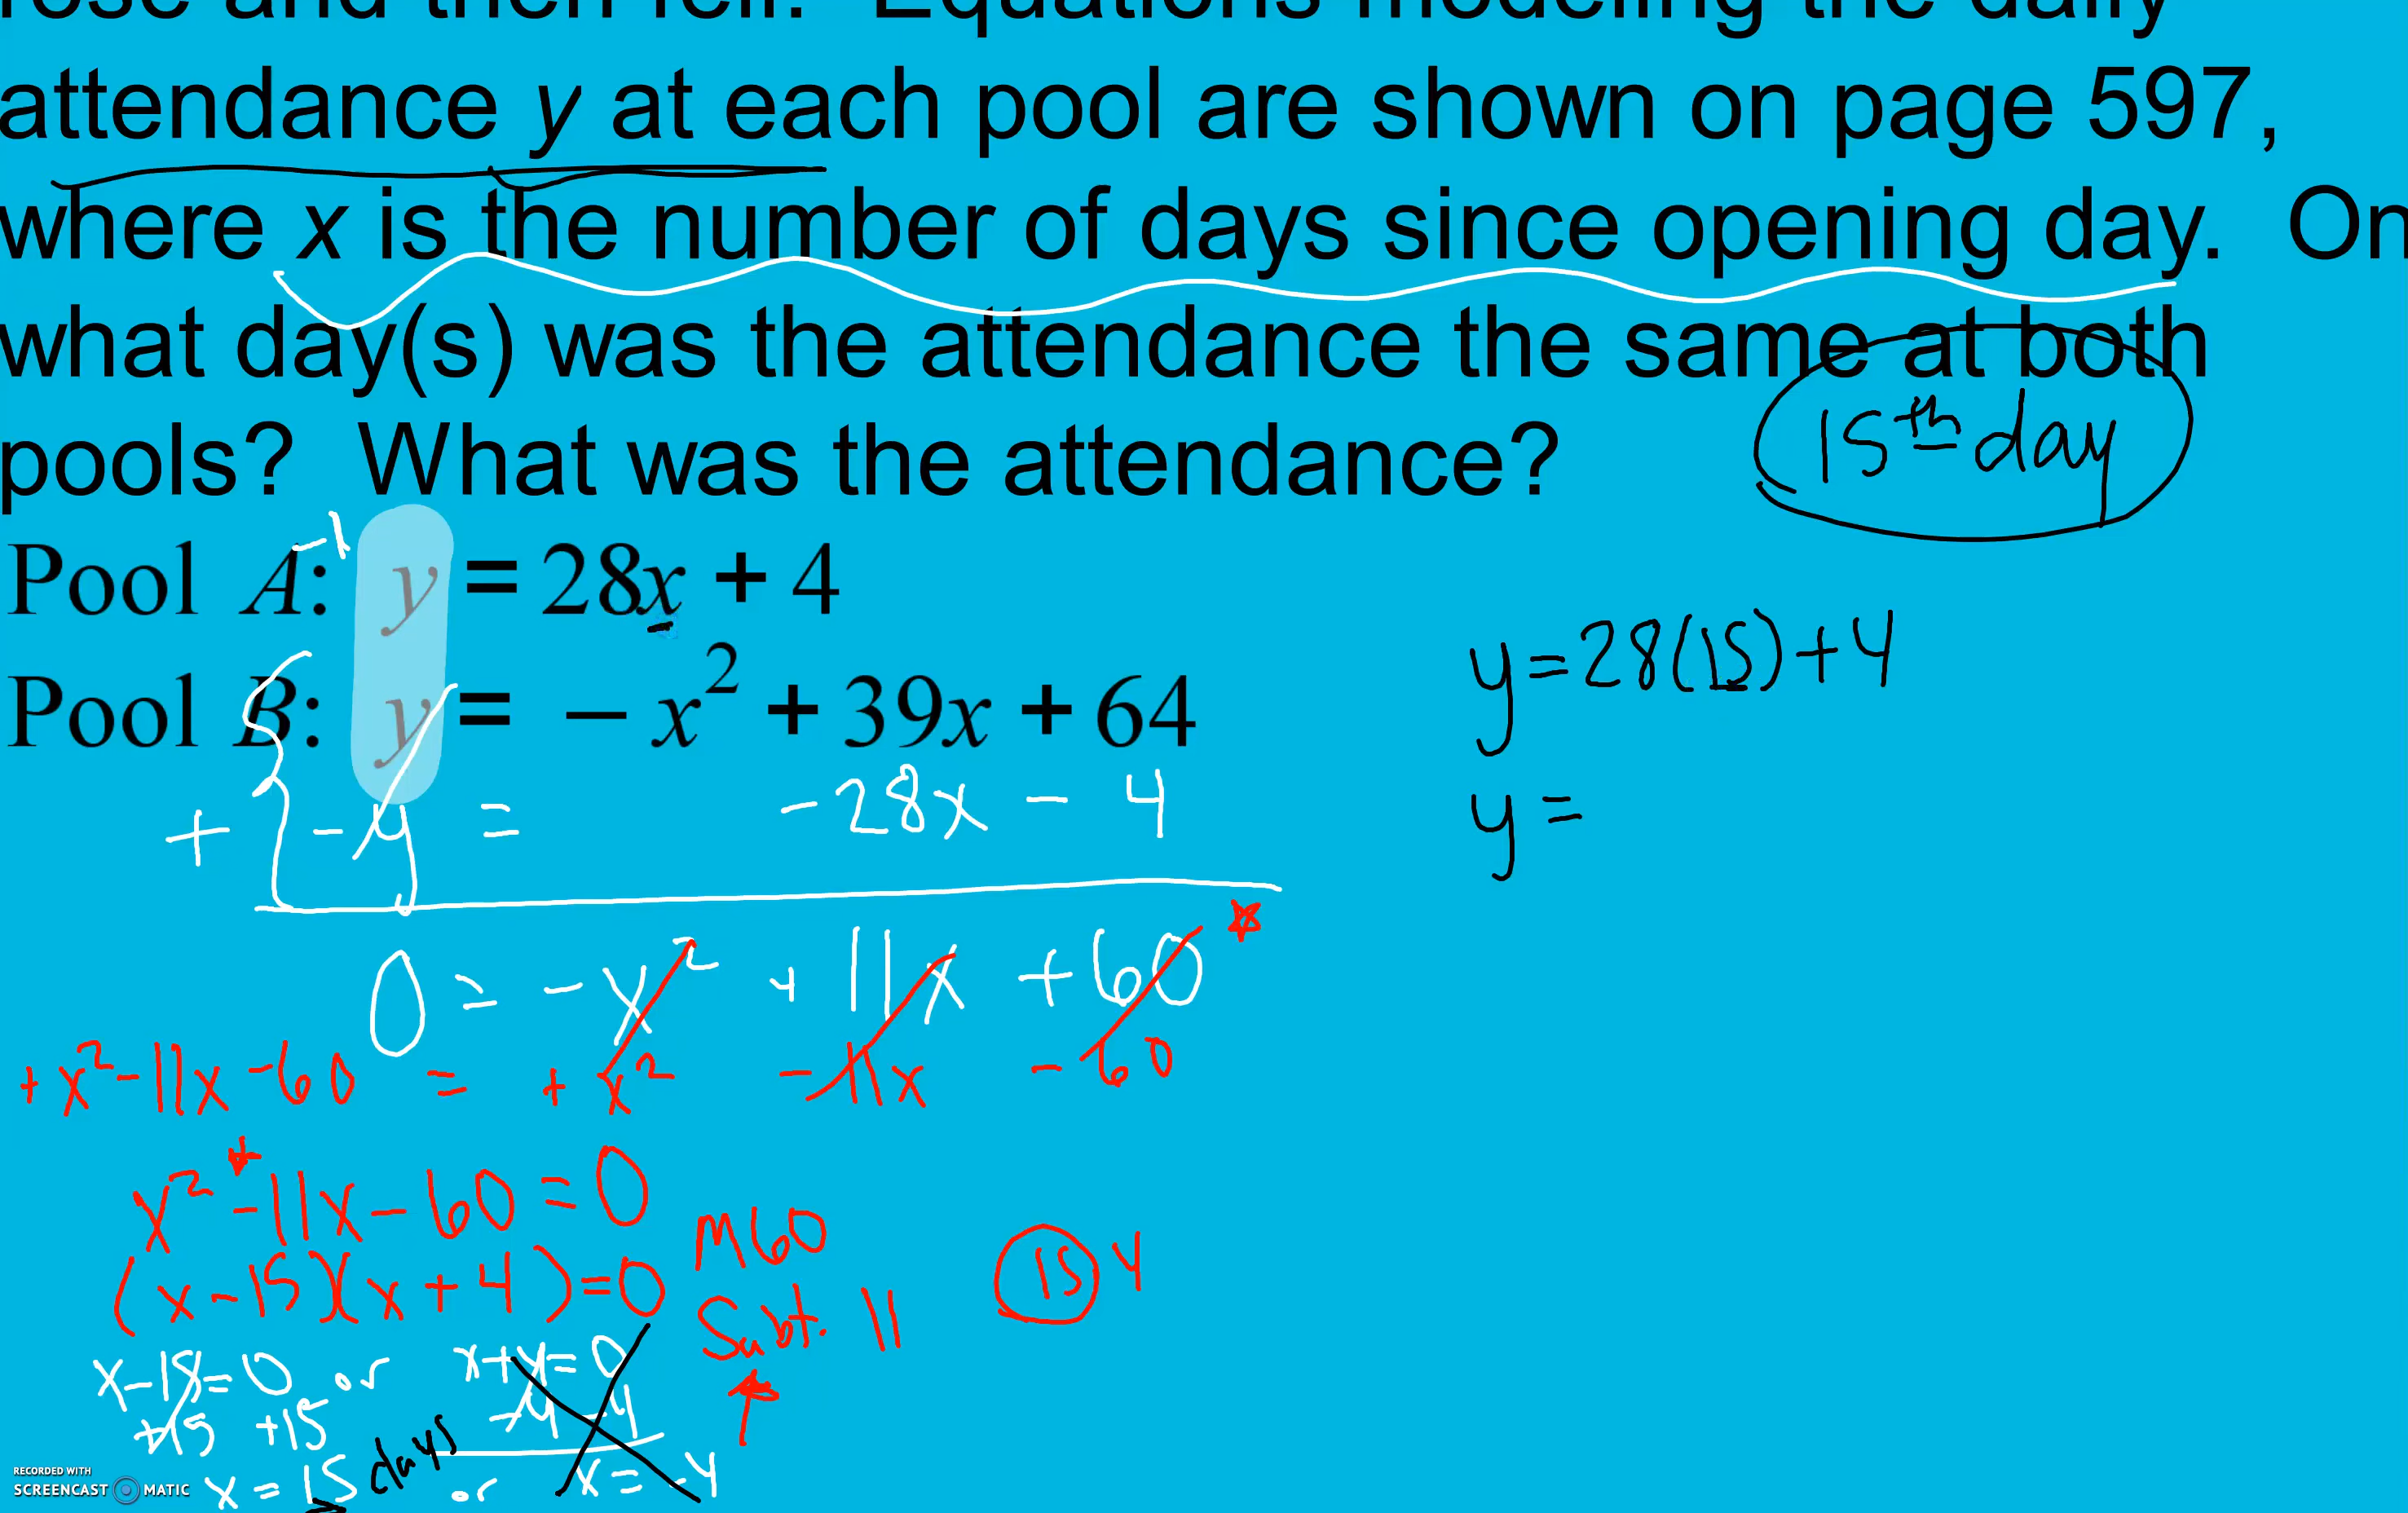 rose and then fell. Equations modeling the daily
attendance y at each pool are shown on page 597,
where x is the number of days since opening day. On
what day(s) was the attendance the same at both
pools? What was the attendance?
15th day
Pool A: y = 28x + 4
-1
Pool B: y = - x² + 39x + 64
+ -y = -28x - 4
0 = -x² + 11x + 60
+x²-11x-60 = +x² -11x -60
x²-11x-60=0
(x-15)(x+4)=0
M60
Subt. 11
15 4
x-15=0 or x+4=0
+15 +15 -4 -4
x = 15 days or x = -4
y=28(15)+4
y=
RECORDED WITH
SCREENCAST MATIC